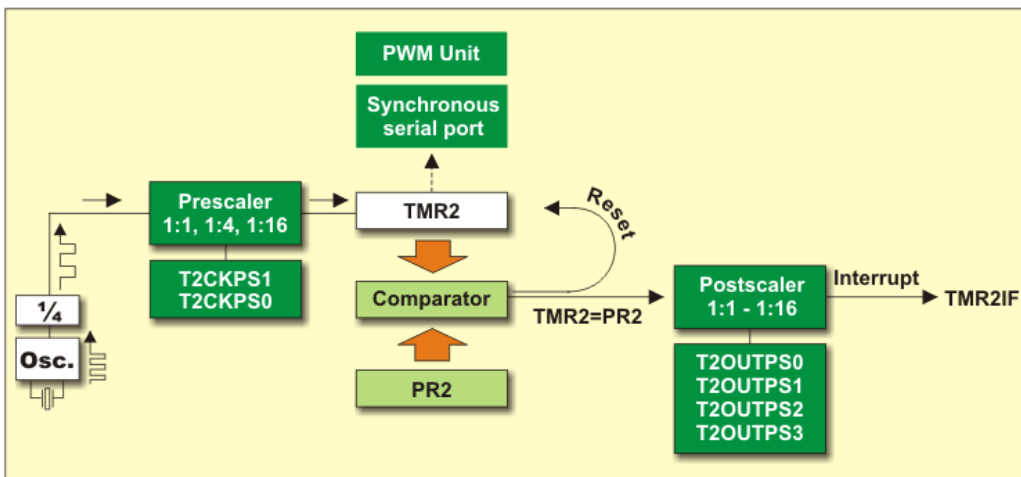 PWM Unit
Synchronous
serial port
Prescaler
1:1, 1:4, 1:16
TMR2
Reset
T2CKPS1
T2CKPS0
¼
Osc.
Comparator
TMR2=PR2
PR2
Postscaler
1:1 - 1:16
Interrupt
TMR2IF
T2OUTPS0
T2OUTPS1
T2OUTPS2
T2OUTPS3